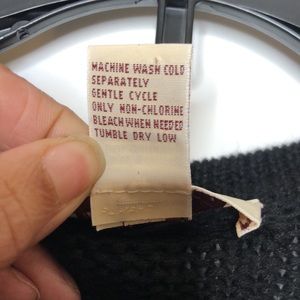 MACHINE WASH COLD
SEPARATELY
GENTLE CYCLE
ONLY NON-CHLORINE
BLEACH WHEN NEEDED
TUMBLE DRY LOW